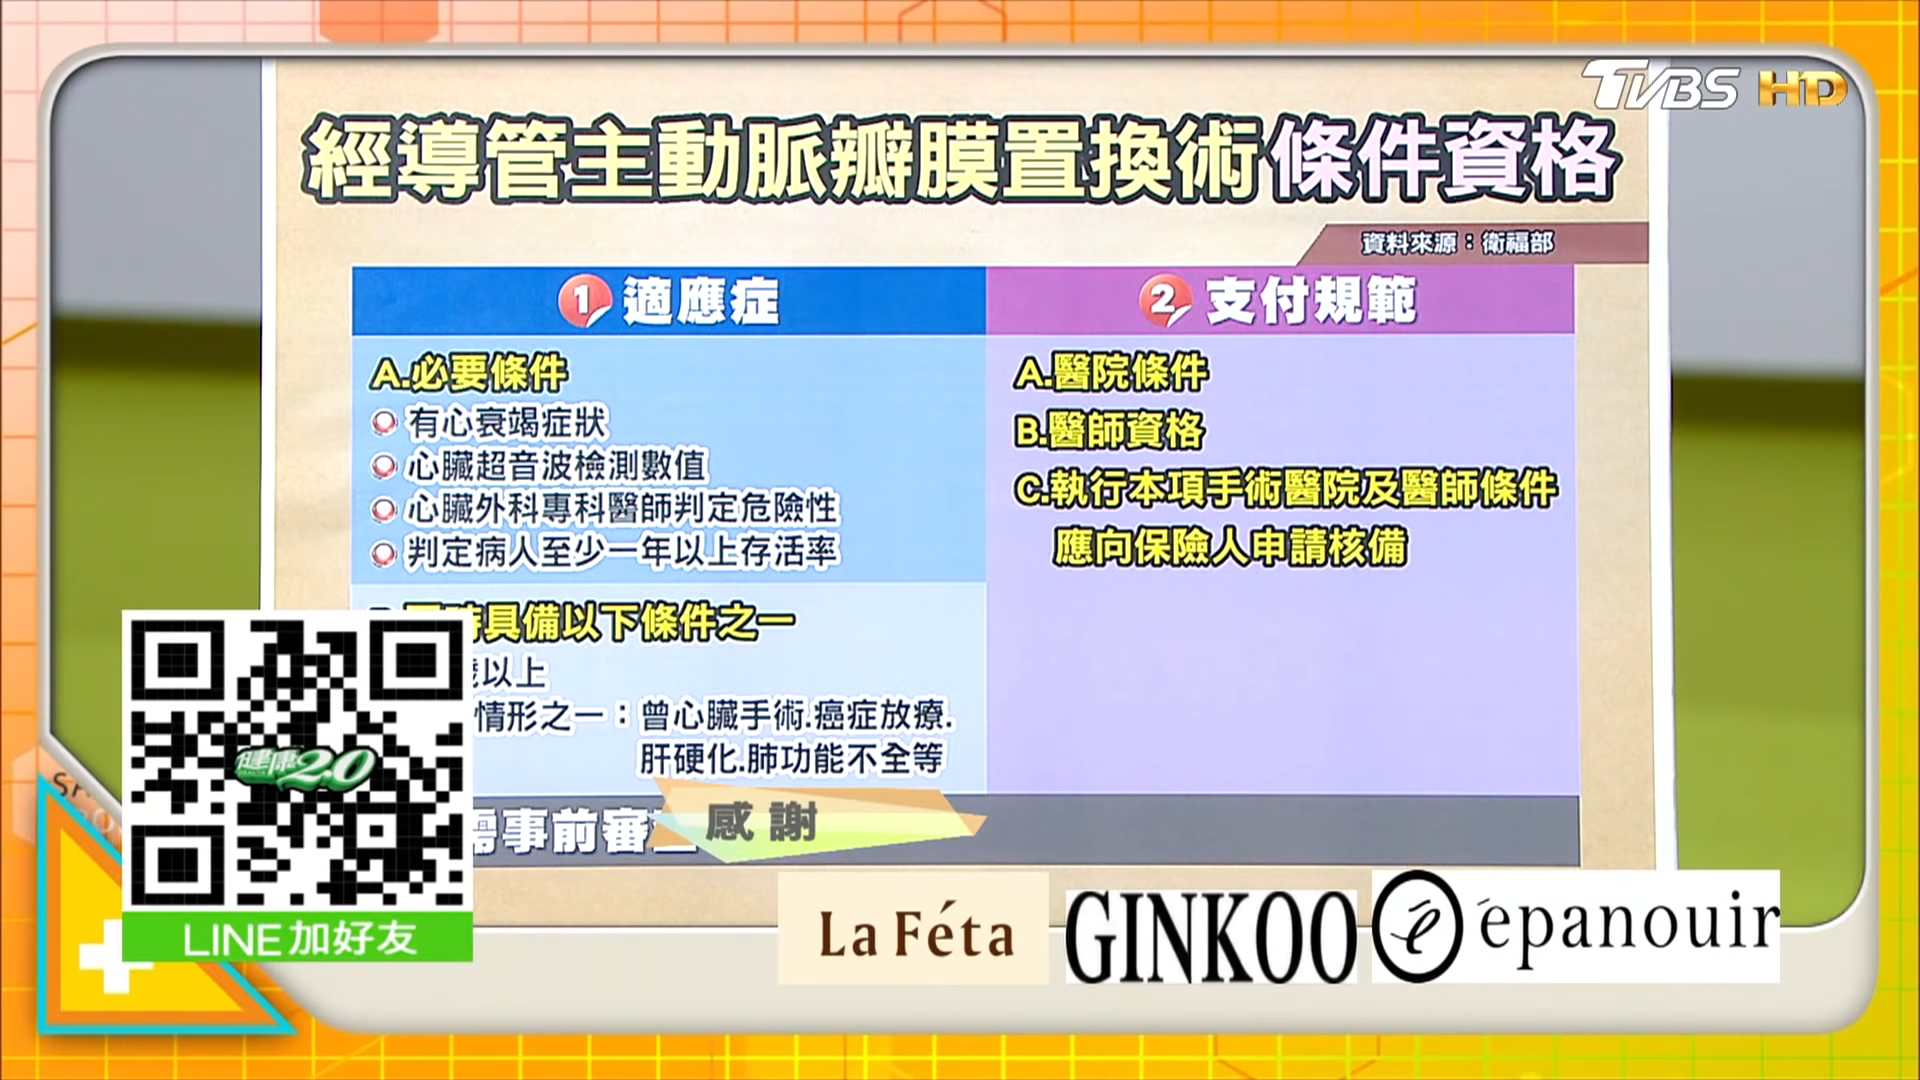 TVBS HD
經導管主動脈瓣膜置換術條件資格
資料來源：衛福部
1 適應症
A.必要條件
有心衰竭症狀
心臟超音波檢測數值
心臟外科專科醫師判定危險性
判定病人至少一年以上存活率
具備以下條件之一
以上
情形之一：曾心臟手術.癌症放療.
肝硬化.肺功能不全等
需事前審
2 支付規範
A.醫院條件
B.醫師資格
C.執行本項手術醫院及醫師條件
應向保險人申請核備
健康2.0
LINE加好友
感謝
La Féta
GINKOO
é épanouir